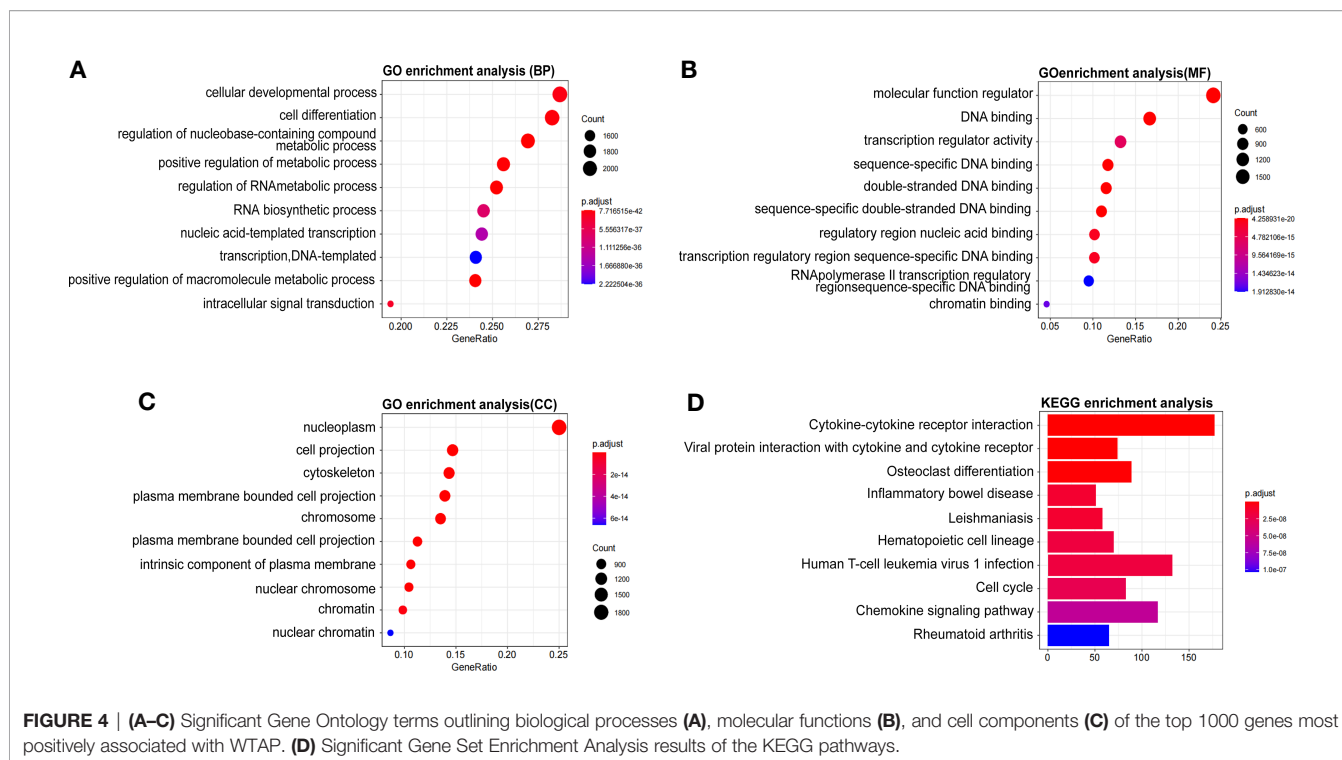 A
GO enrichment analysis (BP)
cellular developmental process
cell differentiation
regulation of nucleobase-containing compound
metabolic process
positive regulation of metabolic process
regulation of RNAmetabolic process
RNA biosynthetic process
nucleic acid-templated transcription
transcription,DNA-templated
positive regulation of macromolecule metabolic process
intracellular signal transduction
0.200 0.225 0.250 0.275
GeneRatio
Count
1600
1800
2000
p.adjust
7.716515e-42
5.556317e-37
1.111256e-36
1.666880e-36
2.222504e-36
B
GOenrichment analysis(MF)
molecular function regulator
DNA binding
transcription regulator activity
sequence-specific DNA binding
double-stranded DNA binding
sequence-specific double-stranded DNA binding
regulatory region nucleic acid binding
transcription regulatory region sequence-specific DNA binding
RNApolymerase II transcription regulatory
regionsequence-specific DNA binding
chromatin binding
0.05 0.10 0.15 0.20 0.25
GeneRatio
Count
600
900
1200
1500
p.adjust
4.258931e-20
4.782106e-15
9.564169e-15
1.434623e-14
1.912830e-14
C
GO enrichment analysis(CC)
nucleoplasm
cell projection
cytoskeleton
plasma membrane bounded cell projection
chromosome
plasma membrane bounded cell projection
intrinsic component of plasma membrane
nuclear chromosome
chromatin
nuclear chromatin
0.10 0.15 0.20 0.25
GeneRatio
p.adjust
2e-14
4e-14
6e-14
Count
900
1200
1500
1800
D
KEGG enrichment analysis
Cytokine-cytokine receptor interaction
Viral protein interaction with cytokine and cytokine receptor
Osteoclast differentiation
Inflammatory bowel disease
Leishmaniasis
Hematopoietic cell lineage
Human T-cell leukemia virus 1 infection
Cell cycle
Chemokine signaling pathway
Rheumatoid arthritis
0 50 100 150
p.adjust
2.5e-08
5.0e-08
7.5e-08
1.0e-07
FIGURE 4 | (A–C) Significant Gene Ontology terms outlining biological processes (A), molecular functions (B), and cell components (C) of the top 1000 genes most
positively associated with WTAP. (D) Significant Gene Set Enrichment Analysis results of the KEGG pathways.